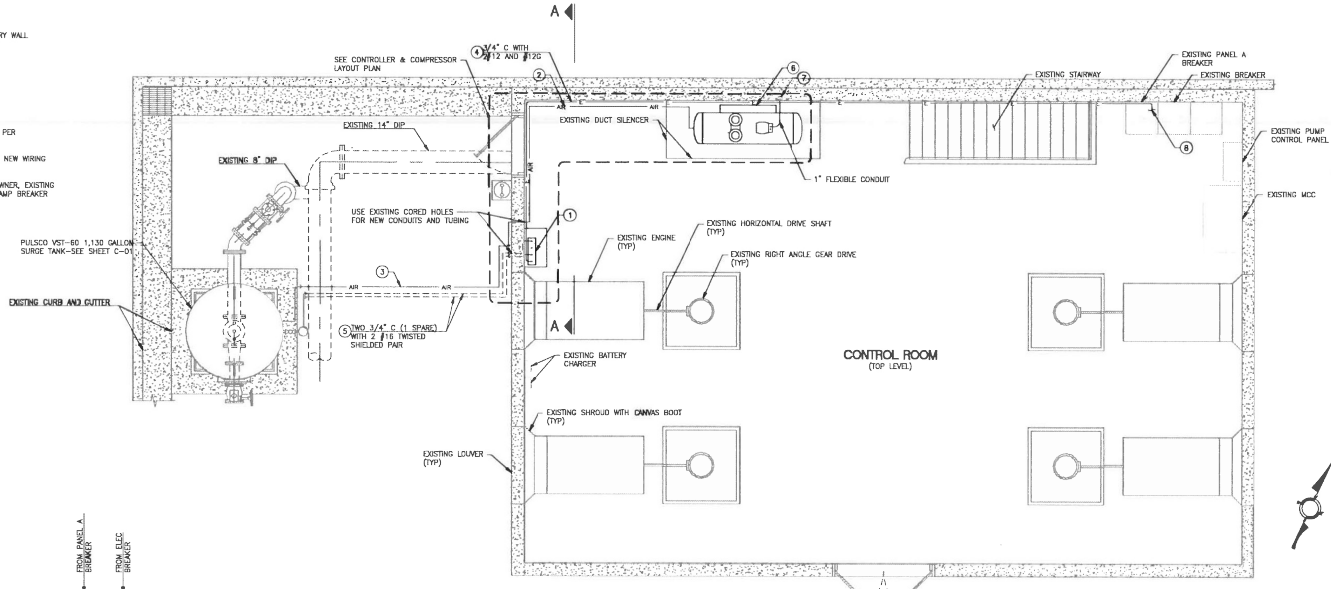 RY WALL
PER
NEW WIRING
WNER, EXISTING
AMP BREAKER
A
SEE CONTROLLER & COMPRESSOR
LAYOUT PLAN
4
3/4" C WITH
2#12 AND #12G
2
6
7
EXISTING STAIRWAY
EXISTING PANEL A
BREAKER
EXISTING BREAKER
E
AIR
AIR
E
E
E
E
EXISTING 14" DIP
EXISTING DUCT SILENCER
8
EXISTING PUMP
CONTROL PANEL
EXISTING 8" DIP
AIR
1" FLEXIBLE CONDUIT
EXISTING MCC
USE EXISTING CORED HOLES
FOR NEW CONDUITS AND TUBING
1
EXISTING HORIZONTAL DRIVE SHAFT
(TYP)
EXISTING ENGINE
(TYP)
EXISTING RIGHT ANGLE GEAR DRIVE
(TYP)
PULSCO VST-60 1,130 GALLON
SURGE TANK-SEE SHEET C-01
3
AIR
AIR
EXISTING CURB AND GUTTER
5
TWO 3/4" C (1 SPARE)
WITH 2 #16 TWISTED
SHIELDED PAIR
A
EXISTING BATTERY
CHARGER
CONTROL ROOM
(TOP LEVEL)
EXISTING SHROUD WITH CANVAS BOOT
(TYP)
EXISTING LOUVER
(TYP)
FROM PANEL A
BREAKER
FROM ELEC
BREAKER